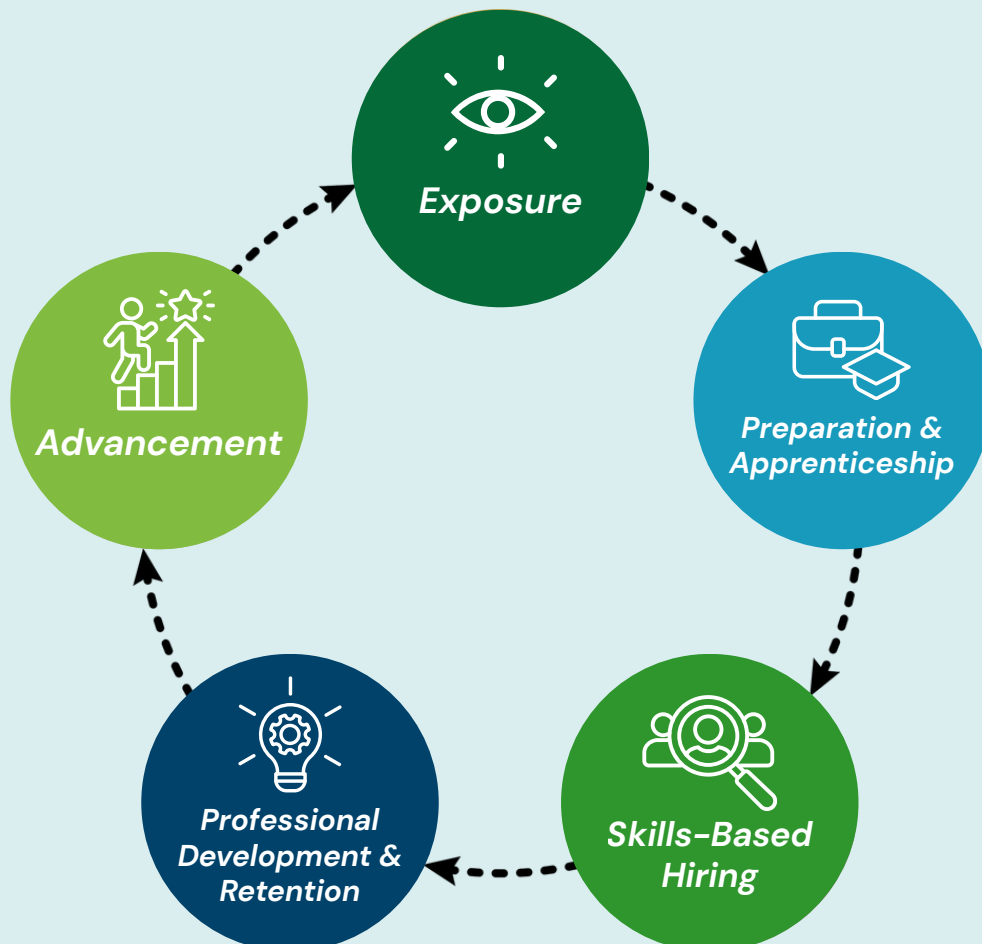 Exposure
Preparation &
Apprenticeship
Skills-Based
Hiring
Professional
Development &
Retention
Advancement